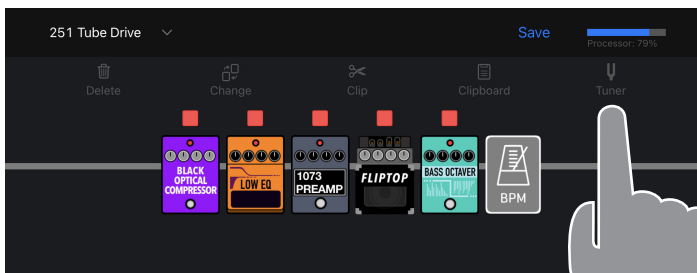 251 Tube Drive
Save
Processor: 79%
Delete
Change
Clip
Clipboard
Tuner
BLACK
OPTICAL
COMPRESSOR
LOW EQ
1073
PREAMP
FLIPTOP
BASS OCTAVER
BPM